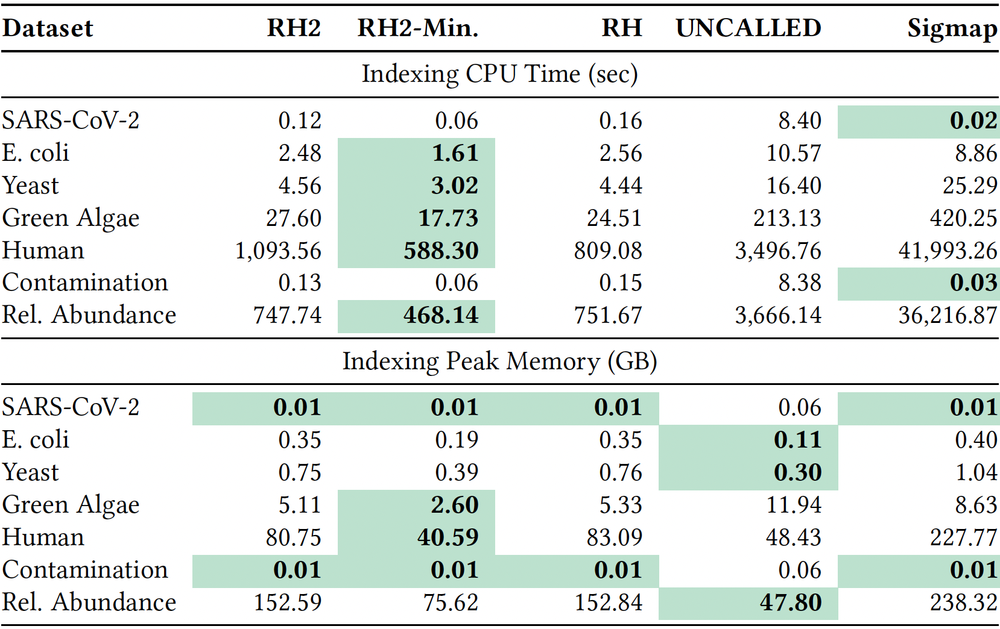 Dataset RH2 RH2-Min. RH UNCALLED Sigmap
Indexing CPU Time (sec)
SARS-CoV-2 0.12 0.06 0.16 8.40 0.02
E. coli 2.48 1.61 2.56 10.57 8.86
Yeast 4.56 3.02 4.44 16.40 25.29
Green Algae 27.60 17.73 24.51 213.13 420.25
Human 1,093.56 588.30 809.08 3,496.76 41,993.26
Contamination 0.13 0.06 0.15 8.38 0.03
Rel. Abundance 747.74 468.14 751.67 3,666.14 36,216.87
Indexing Peak Memory (GB)
SARS-CoV-2 0.01 0.01 0.01 0.06 0.01
E. coli 0.35 0.19 0.35 0.11 0.40
Yeast 0.75 0.39 0.76 0.30 1.04
Green Algae 5.11 2.60 5.33 11.94 8.63
Human 80.75 40.59 83.09 48.43 227.77
Contamination 0.01 0.01 0.01 0.06 0.01
Rel. Abundance 152.59 75.62 152.84 47.80 238.32